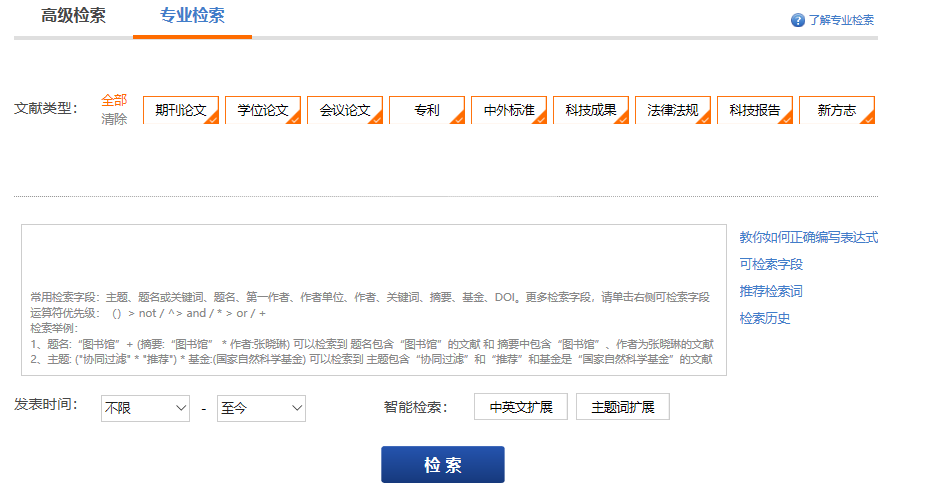 高级检索 专业检索 ? 了解专业检索
文献类型： 全部 期刊论文 学位论文 会议论文 专利 中外标准 科技成果 法律法规 科技报告 新方志
清除
教你如何正确编写表达式
可检索字段
推荐检索词
检索历史
常用检索字段：主题、题名或关键词、题名、第一作者、作者单位、作者、关键词、摘要、基金、DOI。更多检索字段，请单击右侧可检索字段
运算符优先级：（）> not / ^ > and / * > or / +
检索举例：
1、题名:“图书馆” + (摘要:“图书馆” * 作者:张晓琳) 可以检索到 题名包含“图书馆”的文献 和 摘要中包含“图书馆”、作者为张晓琳的文献
2、主题: ("协同过滤" * "推荐") * 基金:(国家自然科学基金) 可以检索到 主题包含“协同过滤”和“推荐”和基金是“国家自然科学基金”的文献
发表时间： 不限 - 至今 智能检索： 中英文扩展 主题词扩展
检 索